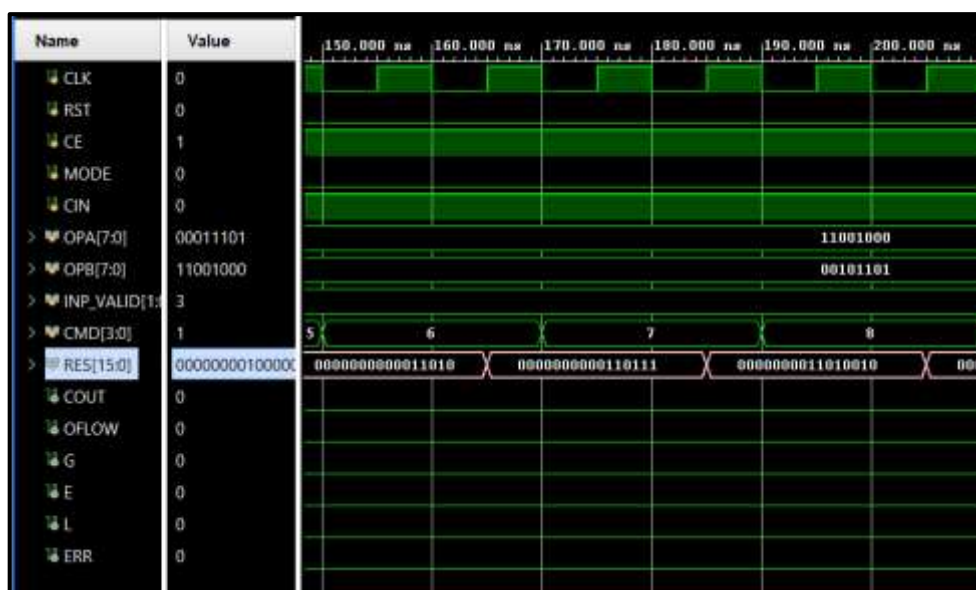 Name Value
150.000 ns 160.000 ns 170.000 ns 180.000 ns 190.000 ns 200.000 ns
CLK 0
RST 0
CE 1
MODE 0
CIN 0
OPA[7:0] 00011101 11001000
OPB[7:0] 11001000 00101101
INP_VALID[1: 3
CMD[3:0] 1 5 6 7 8
RES[15:0] 00000000100000 0000000000011010 0000000000110111 0000000011010010 00
COUT 0
OFLOW 0
G 0
E 0
L 0
ERR 0